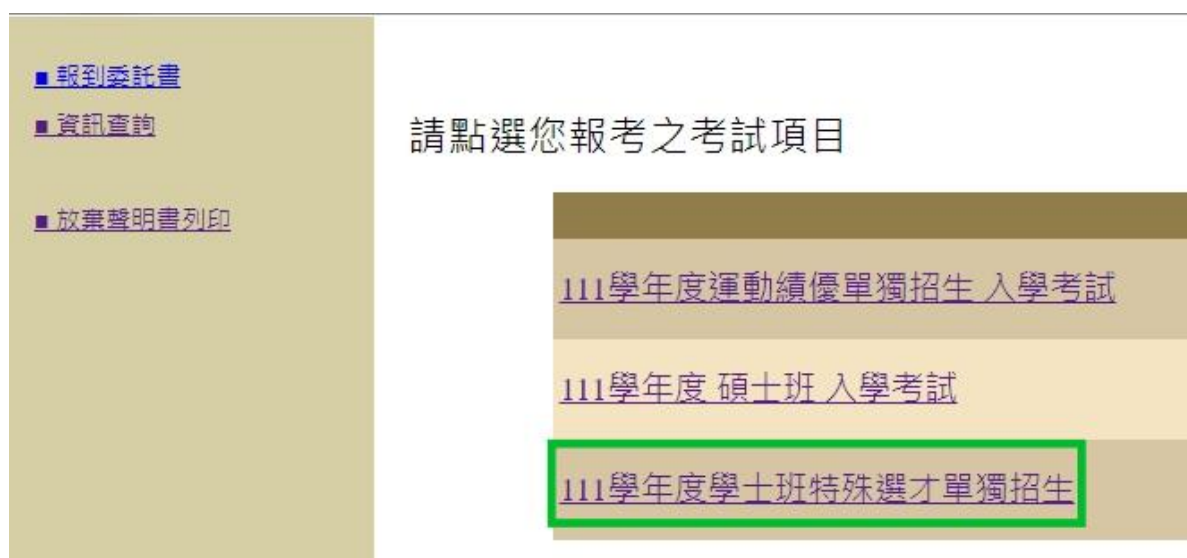 ■ 報到委託書
■ 資訊查詢
■ 放棄聲明書列印
請點選您報考之考試項目
111學年度運動績優單獨招生 入學考試
111學年度 碩士班 入學考試
111學年度學士班特殊選才單獨招生